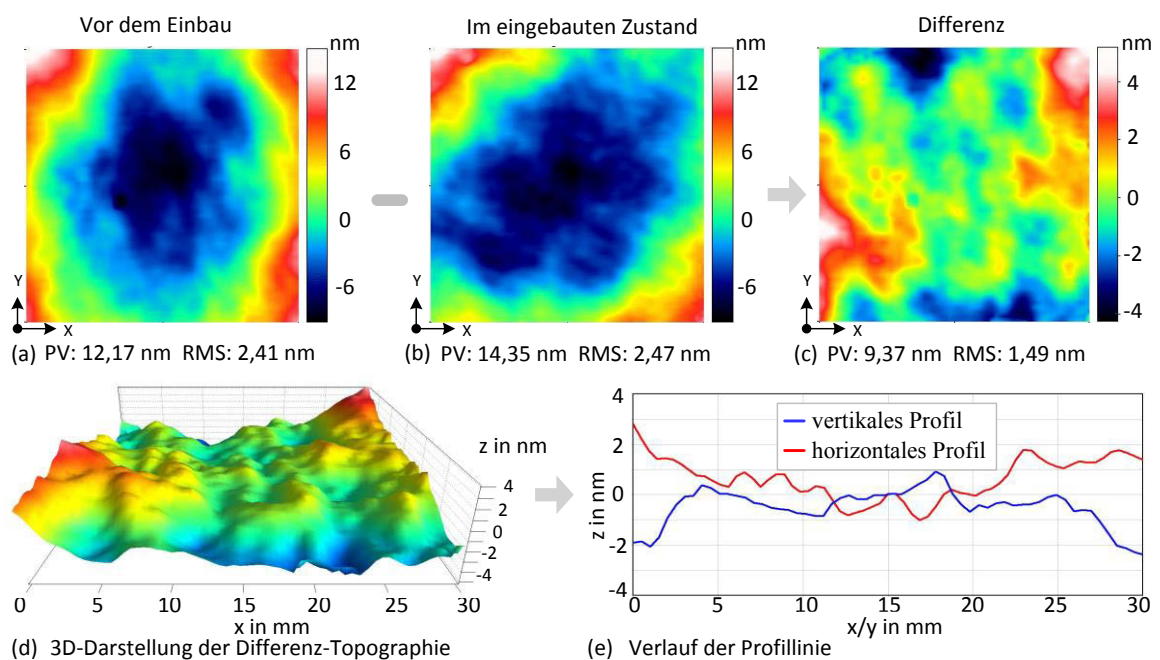 Vor dem Einbau
Im eingebauten Zustand
Differenz
nm
12
6
0
-6
nm
12
6
0
-6
nm
4
2
0
-2
-4
Y
X
Y
X
Y
X
(a) PV: 12,17 nm RMS: 2,41 nm
(b) PV: 14,35 nm RMS: 2,47 nm
(c) PV: 9,37 nm RMS: 1,49 nm
z in nm
4
2
0
-2
-4
0 5 10 15 20 25 30
x in mm
(d) 3D-Darstellung der Differenz-Topographie
4
2
0
-2
4
z in nm
vertikales Profil
horizontales Profil
0 5 10 15 20 25 30
x/y in mm
(e) Verlauf der Profillinie